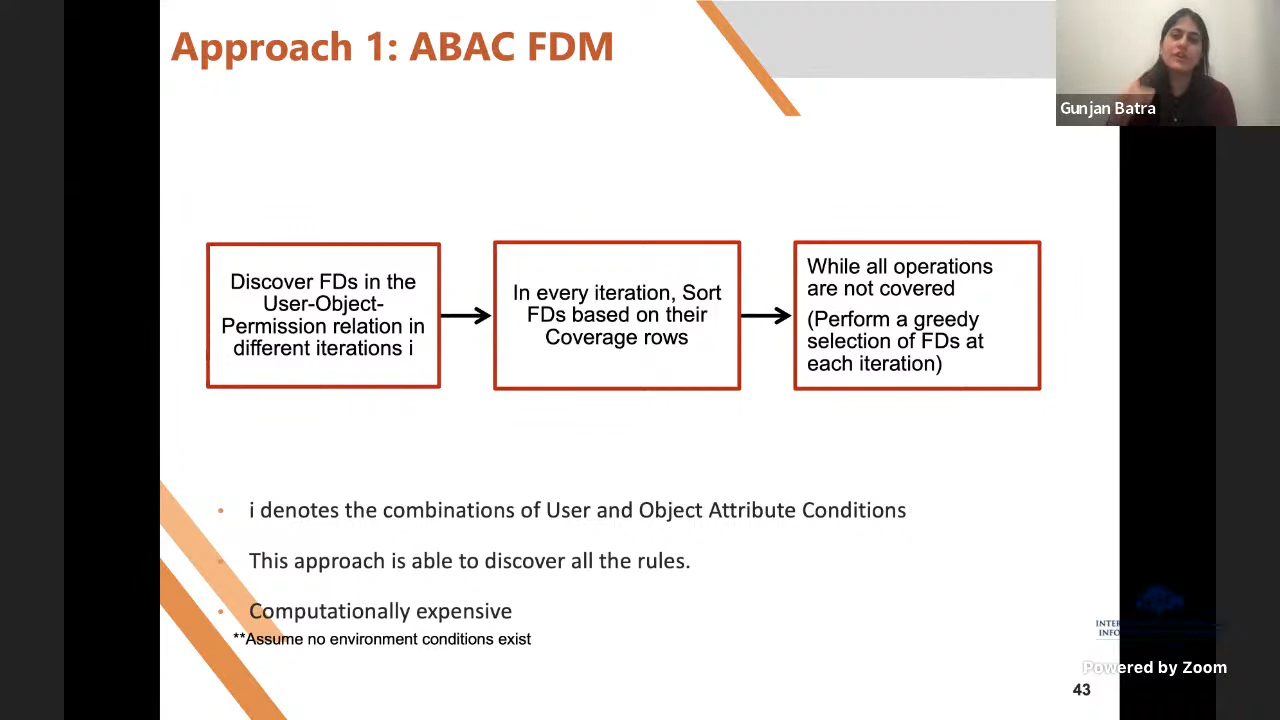 Approach 1: ABAC FDM
Gunjan Batra
Discover FDs in the
User-Object-
Permission relation in
different iterations i
In every iteration, Sort
FDs based on their
Coverage rows
While all operations
are not covered
(Perform a greedy
selection of FDs at
each iteration)
• i denotes the combinations of User and Object Attribute Conditions
• This approach is able to discover all the rules.
• Computationally expensive
**Assume no environment conditions exist
Powered by Zoom
43